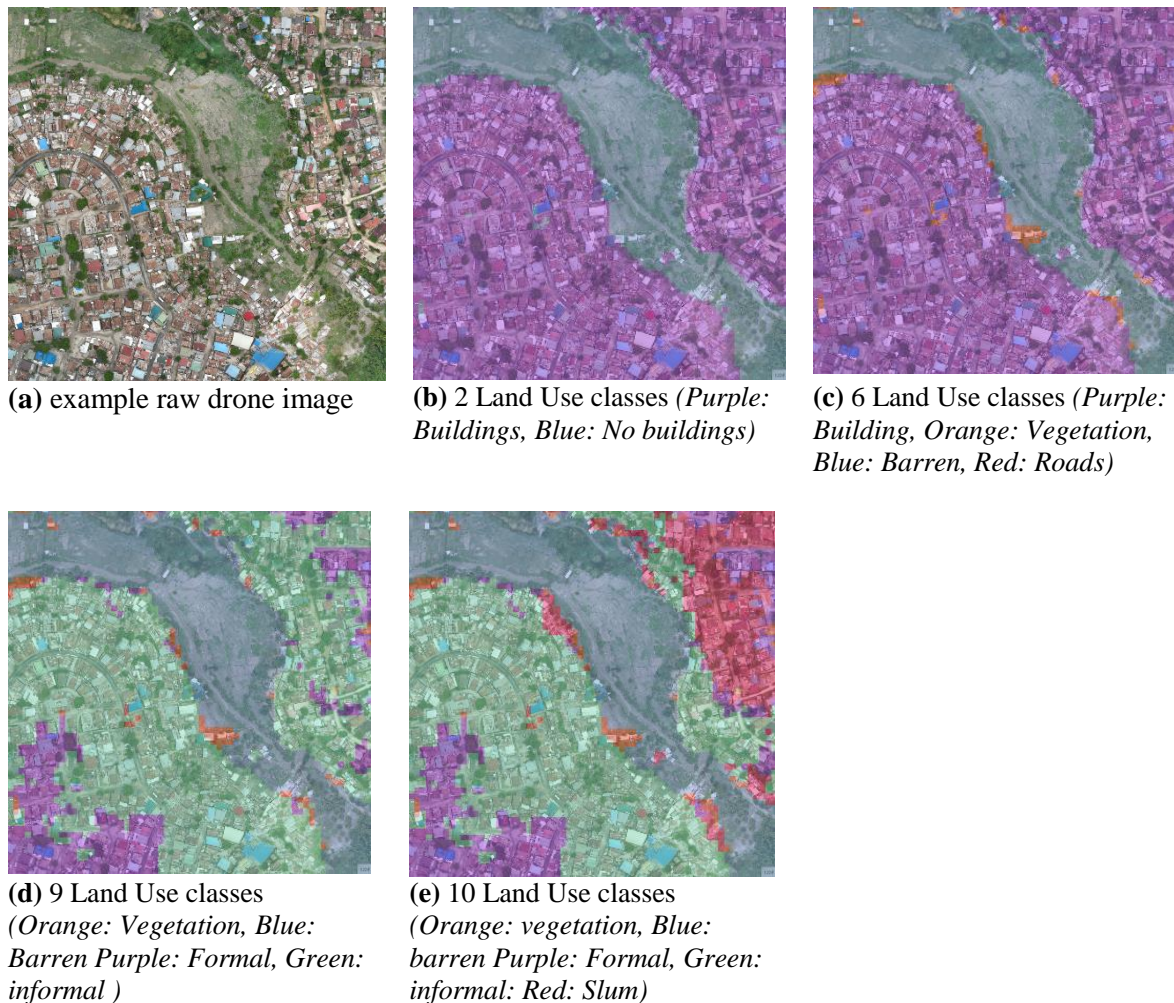 (a) example raw drone image
(b) 2 Land Use classes (Purple:
Buildings, Blue: No buildings)
(c) 6 Land Use classes (Purple:
Building, Orange: Vegetation,
Blue: Barren, Red: Roads)
(d) 9 Land Use classes
(Orange: Vegetation, Blue:
Barren Purple: Formal, Green:
informal )
(e) 10 Land Use classes
(Orange: vegetation, Blue:
barren Purple: Formal, Green:
informal: Red: Slum)